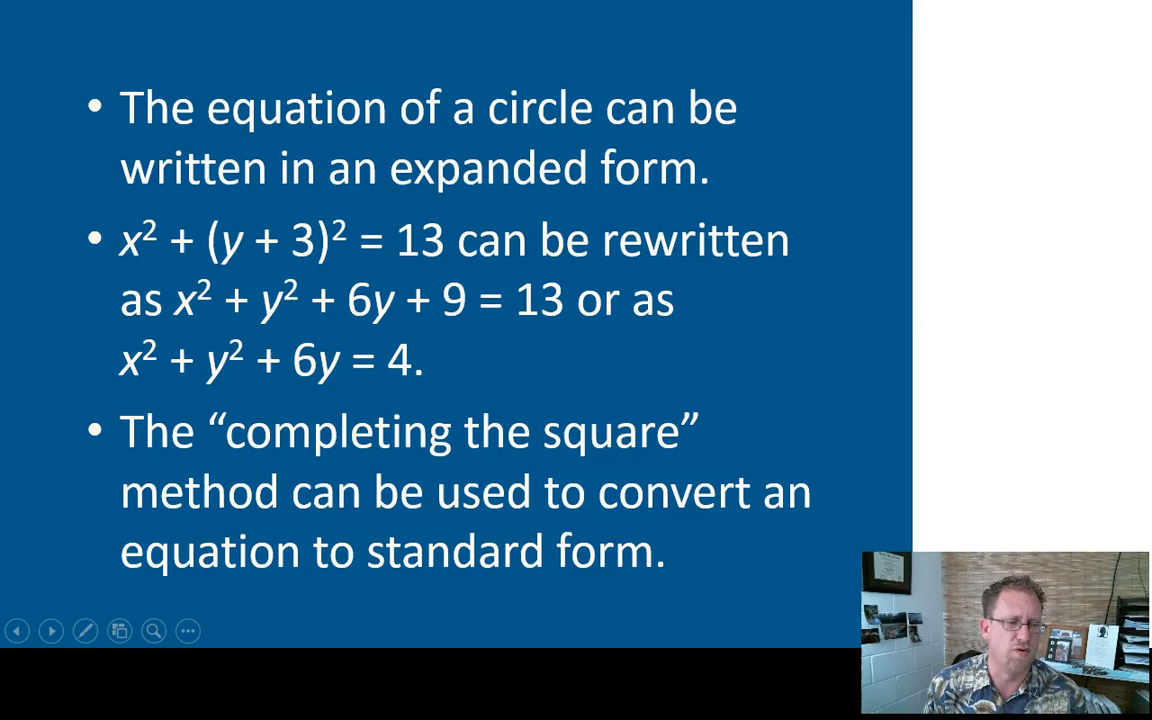 • The equation of a circle can be
written in an expanded form.
• x² + (y + 3)² = 13 can be rewritten
as x² + y² + 6y + 9 = 13 or as
x² + y² + 6y = 4.
• The “completing the square”
method can be used to convert an
equation to standard form.